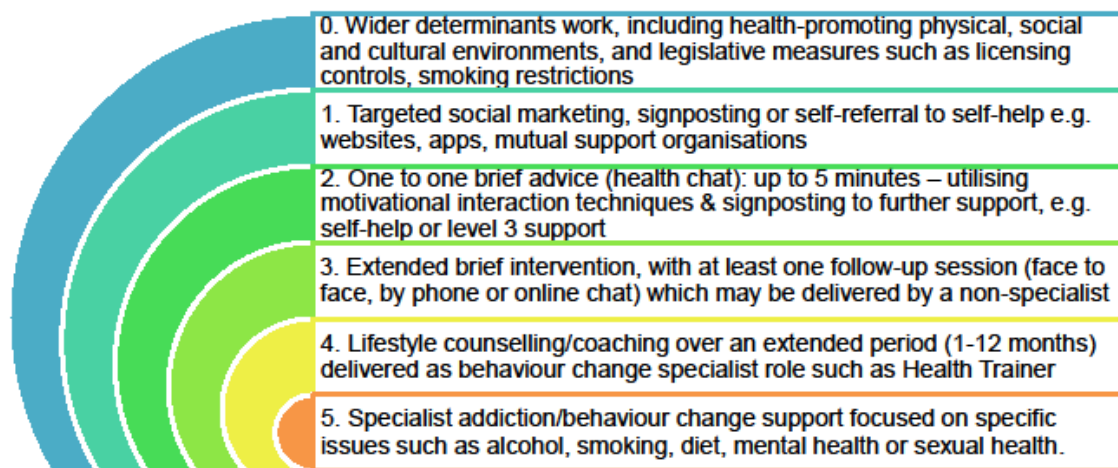 0. Wider determinants work, including health-promoting physical, social
and cultural environments, and legislative measures such as licensing
controls, smoking restrictions
1. Targeted social marketing, signposting or self-referral to self-help e.g.
websites, apps, mutual support organisations
2. One to one brief advice (health chat): up to 5 minutes – utilising
motivational interaction techniques & signposting to further support, e.g.
self-help or level 3 support
3. Extended brief intervention, with at least one follow-up session (face to
face, by phone or online chat) which may be delivered by a non-specialist
4. Lifestyle counselling/coaching over an extended period (1-12 months)
delivered as behaviour change specialist role such as Health Trainer
5. Specialist addiction/behaviour change support focused on specific
issues such as alcohol, smoking, diet, mental health or sexual health.